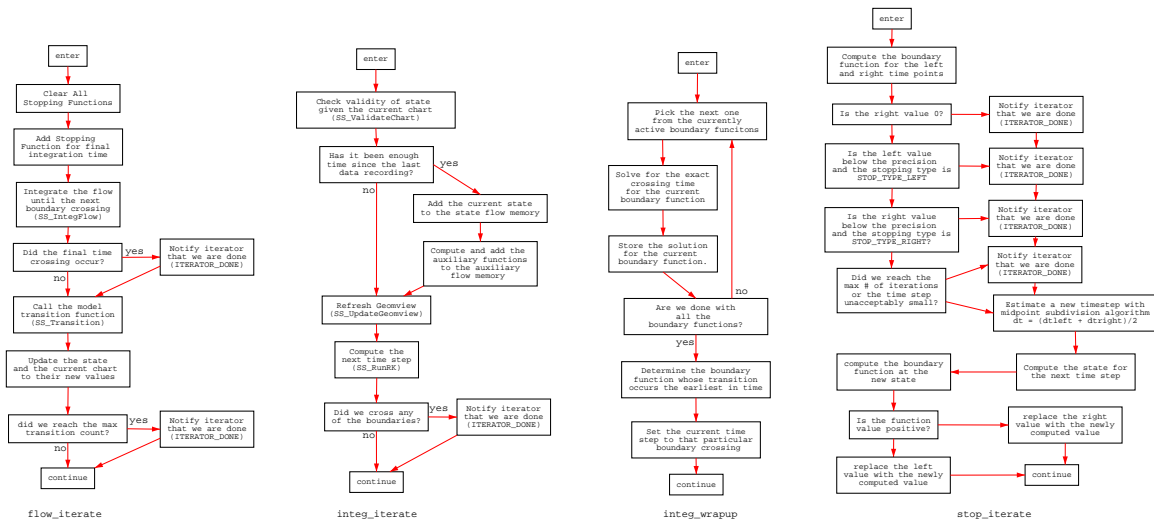 enter
Clear All
Stopping Functions
Add Stopping
Function for final
integration time
Integrate the flow
until the next
boundary crossing
(SS_IntegFlow)
Did the final time
crossing occur?
yes
Notify iterator
that we are done
(ITERATOR_DONE)
no
Call the model
transition function
(SS_Transition)
Update the state
and the current chart
to their new values
did we reach the max
transition count?
yes
Notify iterator
that we are done
(ITERATOR_DONE)
no
continue
flow_iterate
enter
Check validity of state
given the current chart
(SS_ValidateChart)
Has it been enough
time since the last
data recording?
yes
no
Add the current state
to the state flow memory
Compute and add the
auxiliary functions
to the auxiliary
flow memory
Refresh Geomview
(SS_UpdateGeomview)
Compute the
next time step
(SS_RunRK)
Did we cross any
of the boundaries?
yes
Notify iterator
that we are done
(ITERATOR_DONE)
no
continue
integ_iterate
enter
Pick the next one
from the currently
active boundary funcitons
Solve for the exact
crossing time
for the current
boundary function
Store the solution
for the current
boundary function.
no
Are we done with
all the
boundary functions?
yes
Determine the boundary
function whose transition
occurs the earliest in time
Set the current time
step to that particular
boundary crossing
continue
integ_wrapup
enter
Compute the boundary
function for the left
and right time points
Is the right value 0?
Notify iterator
that we are done
(ITERATOR_DONE)
Is the left value
below the precision
and the stopping type is
STOP_TYPE_LEFT
Notify iterator
that we are done
(ITERATOR_DONE)
Is the right value
below the precision
and the stopping type is
STOP_TYPE_RIGHT?
Notify iterator
that we are done
(ITERATOR_DONE)
Did we reach the
max # of iterations
or the time step
unacceptably small?
Notify iterator
that we are done
(ITERATOR_DONE)
Estimate a new timestep with
midpoint subdivision algorithm
dt = (dtleft + dtright)/2
Compute the state for
the next time step
compute the boundary
function at the
new state
Is the function
value positive?
replace the right
value with the newly
computed value
replace the left
value with the newly
computed value
continue
stop_iterate